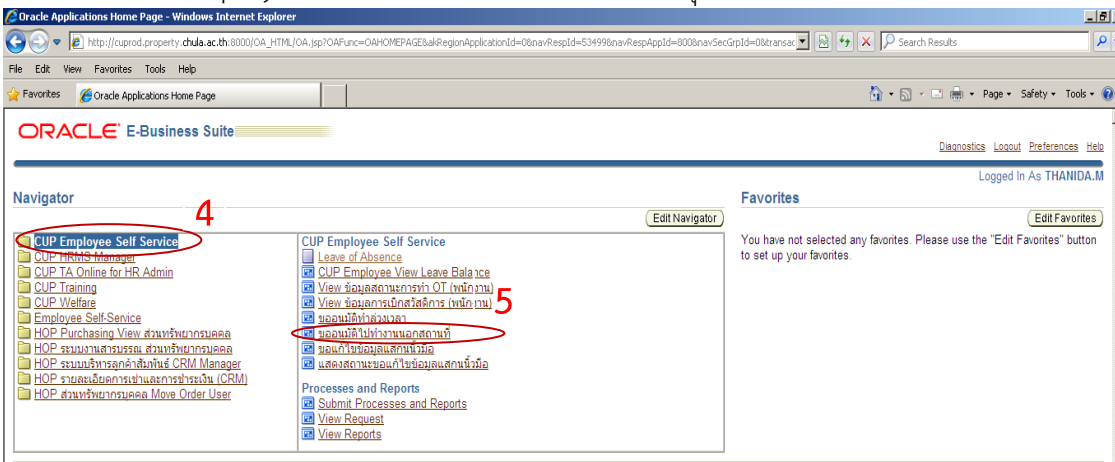 Oracle Applications Home Page - Windows Internet Explorer
http://cuprod.property.chula.ac.th:8000/OA_HTML/OA.jsp?OAFunc=OAHOMEPAGE&akRegionApplicationId=0&navRespId=53499&navRespAppId=800&navSecGrpId=0&transac
Search Results
File Edit View Favorites Tools Help
Favorites Oracle Applications Home Page Page Safety Tools
ORACLE E-Business Suite
Diagnostics Logout Preferences Help
Logged In As THANIDA.M
Navigator
4
Edit Navigator
CUP Employee Self Service
CUP HRMS Manager
CUP TA Online for HR Admin
CUP Training
CUP Welfare
Employee Self-Service
HOP Purchasing View ส่วนทรัพยากรบุคคล
HOP ระบบงานสารบรรณ ส่วนทรัพยากรบุคคล
HOP ระบบบริหารลูกค้าสัมพันธ์ CRM Manager
HOP รายละเอียดการเช่าและการชำระเงิน (CRM)
HOP ส่วนทรัพยากรบุคคล Move Order User
CUP Employee Self Service
Leave of Absence
CUP Employee View Leave Balance
View ข้อมูลสถานะการทำ OT (พนักงาน)
View ข้อมูลการเบิกสวัสดิการ (พนักงาน)
5
ขออนุมัติทำล่วงเวลา
ขออนุมัติไปทำงานนอกสถานที่
ขอแก้ไขข้อมูลแสกนนิ้วมือ
แสดงสถานะขอแก้ไขข้อมูลแสกนนิ้วมือ
Processes and Reports
Submit Processes and Reports
View Request
View Reports
Favorites
Edit Favorites
You have not selected any favorites. Please use the "Edit Favorites" button
to set up your favorites.